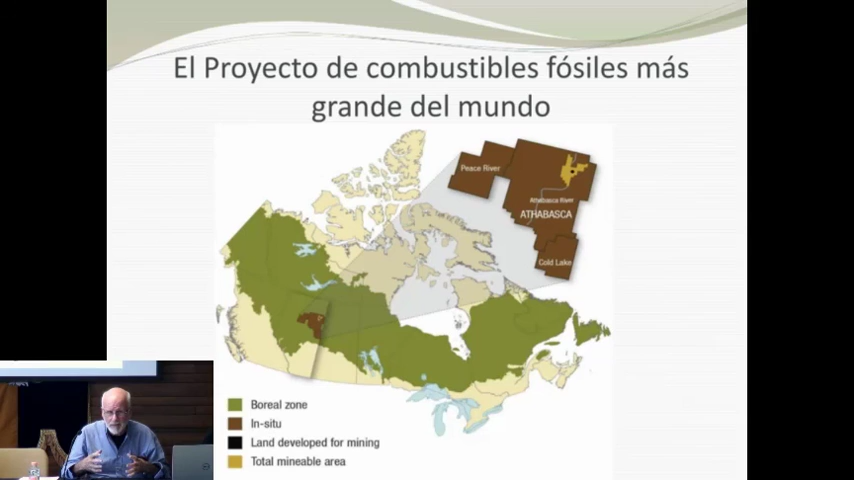 El Proyecto de combustibles fósiles más
grande del mundo
Peace River
Athabasca River
ATHABASCA
Cold Lake
Boreal zone
In-situ
Land developed for mining
Total mineable area